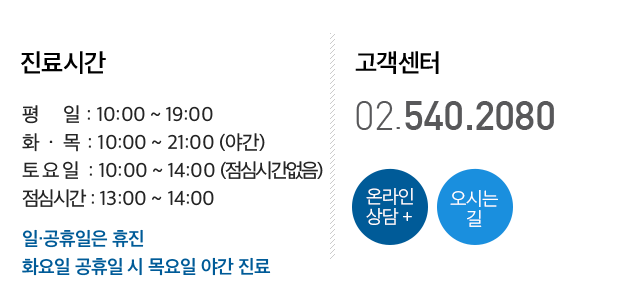 진료시간
평 일 : 10:00 ~ 19:00
화 · 목 : 10:00 ~ 21:00 (야간)
토요일 : 10:00 ~ 14:00 (점심시간없음)
점심시간 : 13:00 ~ 14:00
일·공휴일은 휴진
화요일 공휴일 시 목요일 야간 진료
고객센터
02.540.2080
온라인
상담 +
오시는
길